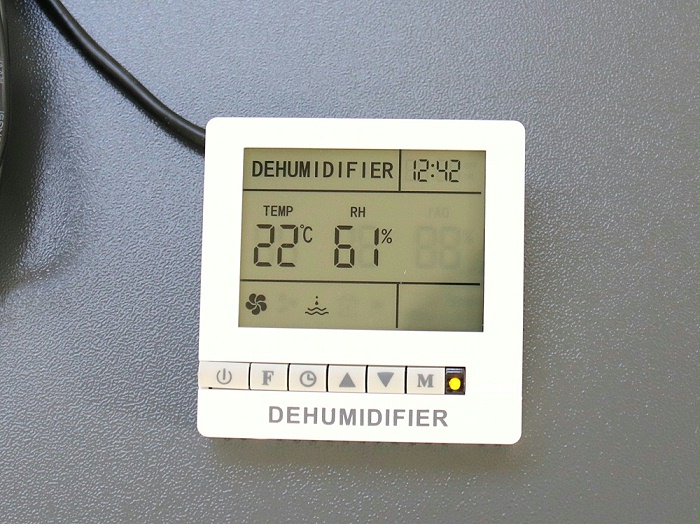 DEHUMIDIFIER 12:42
TEMP RH
22°C 61%
F M
DEHUMIDIFIER